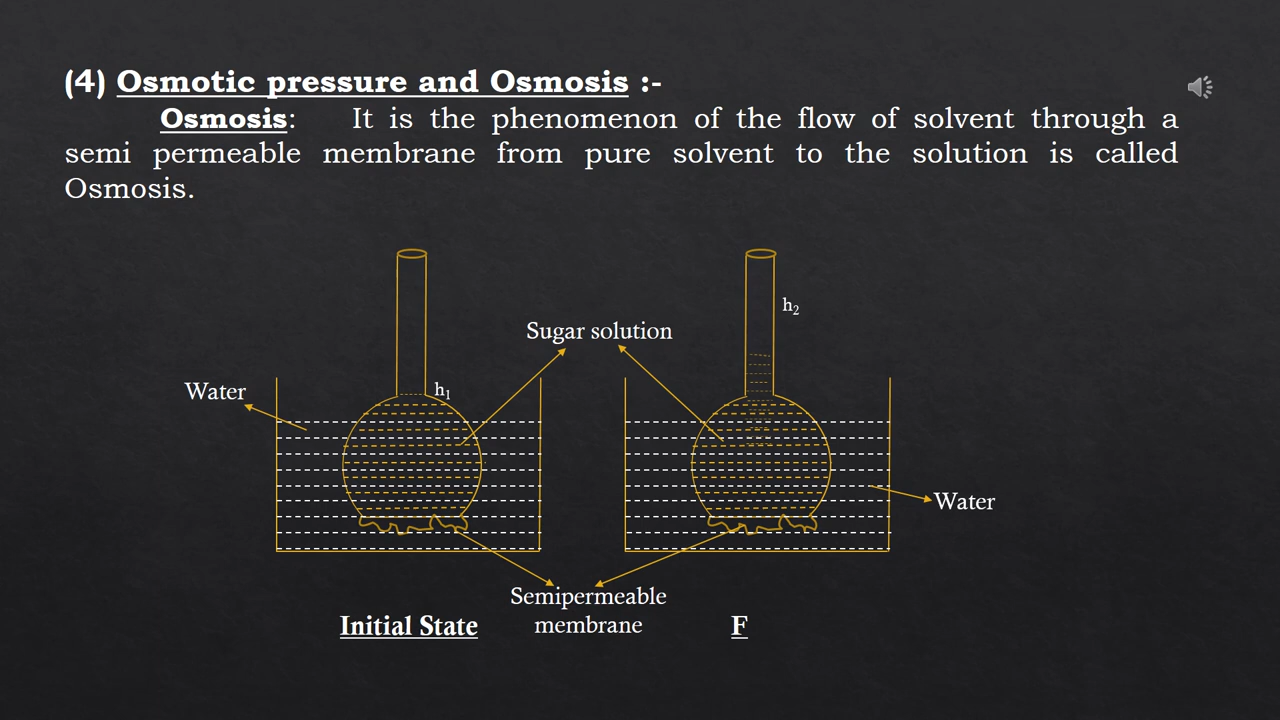 (4) Osmotic pressure and Osmosis :-
Osmosis: It is the phenomenon of the flow of solvent through a
semi permeable membrane from pure solvent to the solution is called
Osmosis.
h₂
Sugar solution
Water
h₁
Water
Semipermeable
membrane
Initial State
F